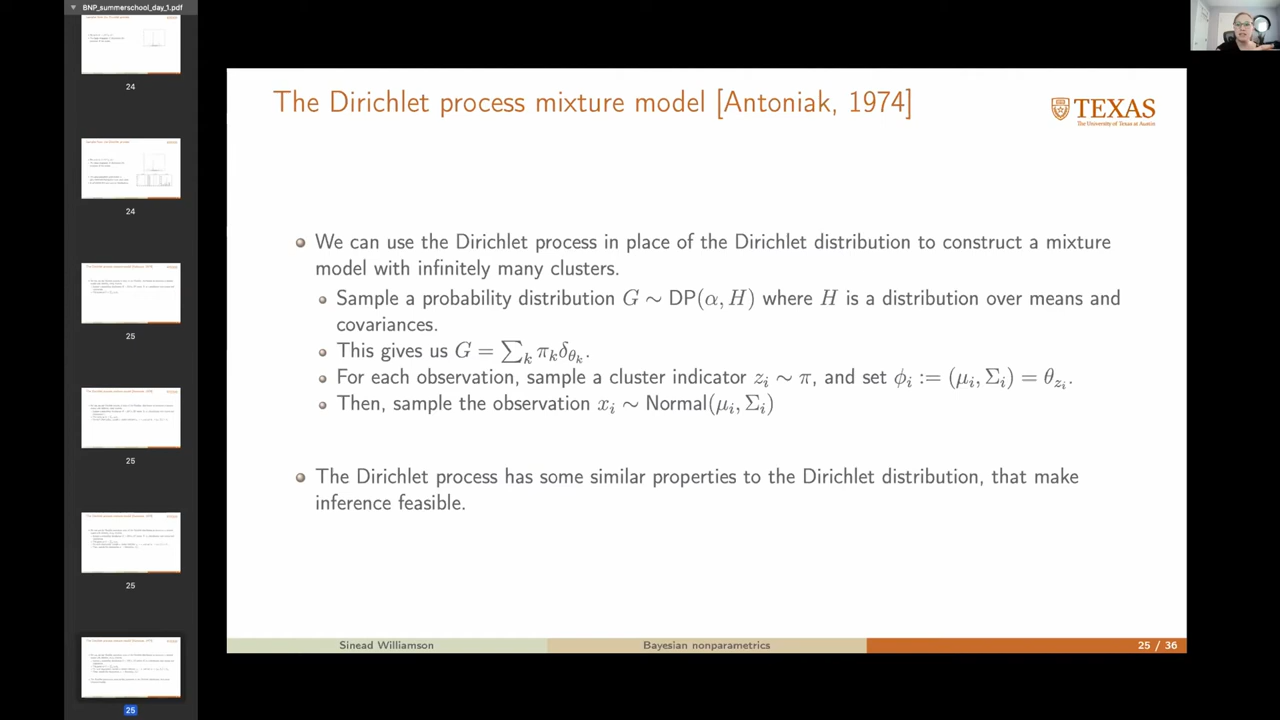 BNP_summerschool_day_1.pdf
24
24
25
25
25
25
The Dirichlet process mixture model [Antoniak, 1974]
TEXAS
The University of Texas at Austin
We can use the Dirichlet process in place of the Dirichlet distribution to construct a mixture
model with infinitely many clusters.
Sample a probability distribution G ∼ DP(α, H) where H is a distribution over means and
covariances.
This gives us G = ∑_k π_k δ_{θ_k}.
For each observation, sample a cluster indicator z_i ∼ π, and set ϕ_i := (μ_i, Σ_i) = θ_{z_i}.
Then, sample the observation x_i ∼ Normal(μ_i, Σ_i)
The Dirichlet process has some similar properties to the Dirichlet distribution, that make
inference feasible.
Sinead Williamson
Bayesian nonparametrics
25 / 36